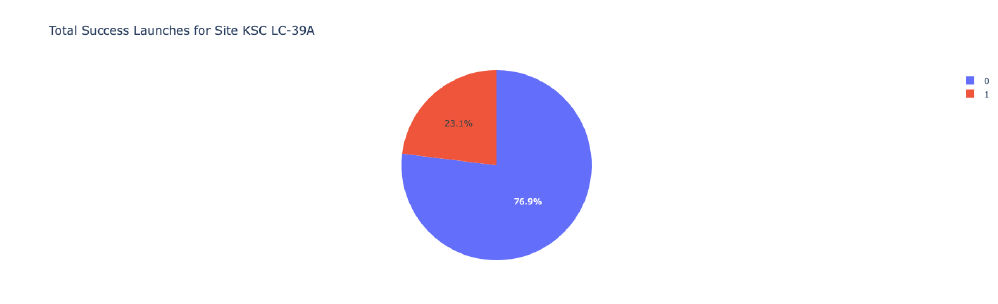 Total Success Launches for Site KSC LC-39A
0
1
23.1%
76.9%